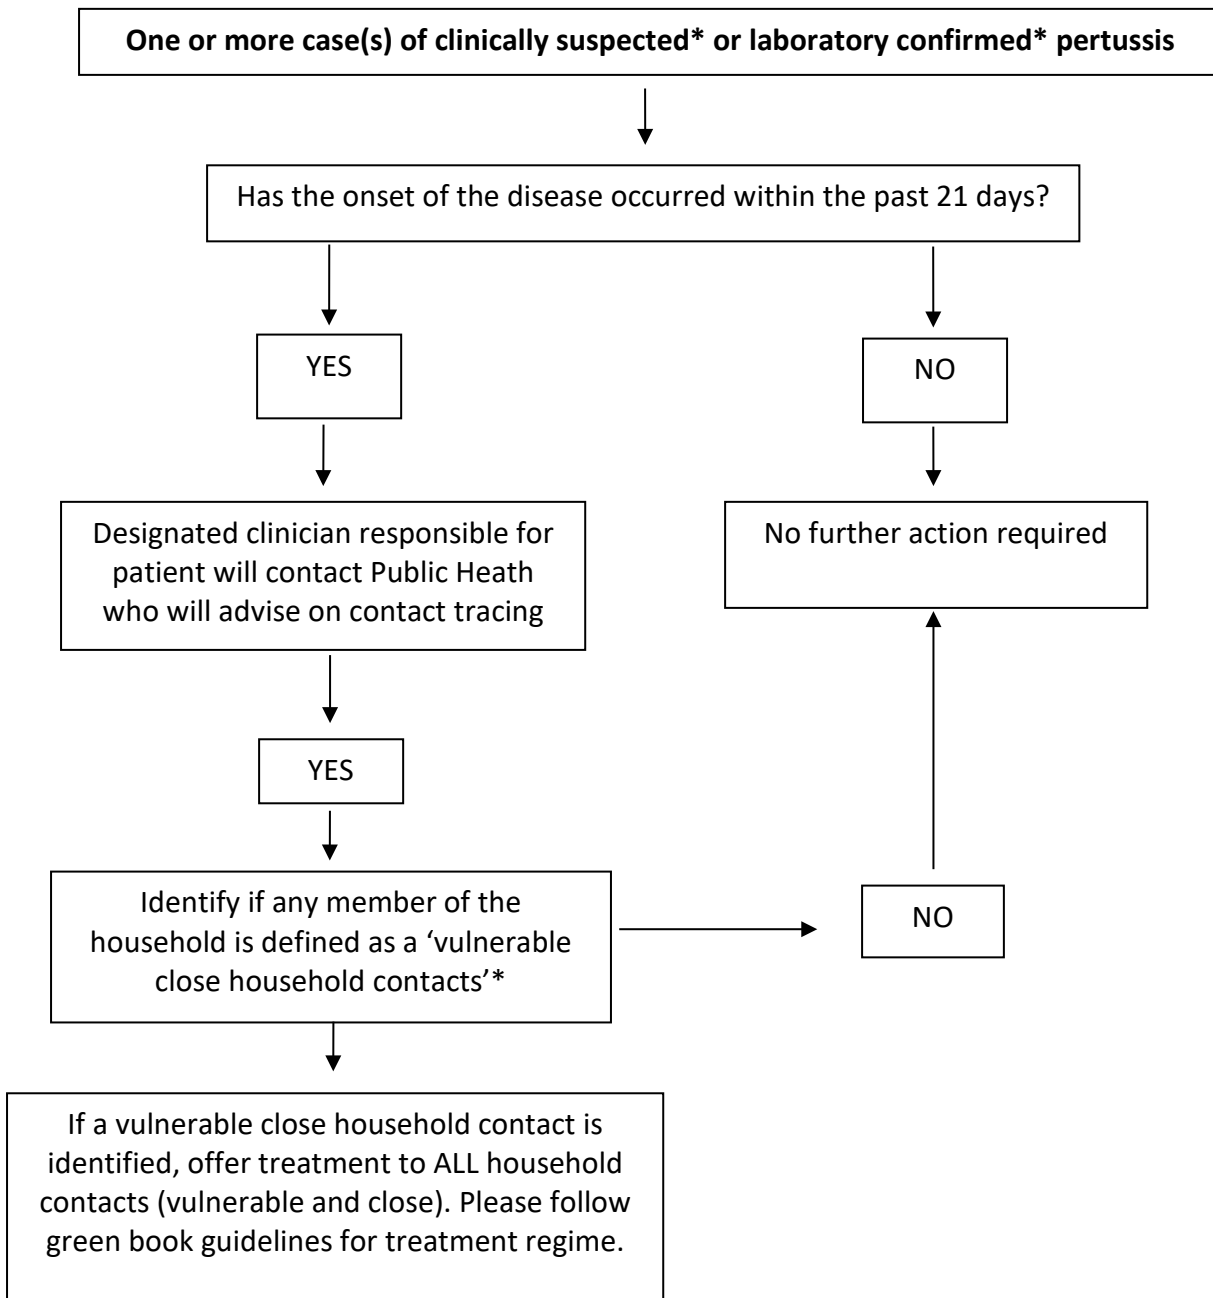 One or more case(s) of clinically suspected* or laboratory confirmed* pertussis
Has the onset of the disease occurred within the past 21 days?
YES
NO
Designated clinician responsible for
patient will contact Public Heath
who will advise on contact tracing
No further action required
YES
Identify if any member of the
household is defined as a ‘vulnerable
close household contacts’*
NO
If a vulnerable close household contact is
identified, offer treatment to ALL household
contacts (vulnerable and close). Please follow
green book guidelines for treatment regime.